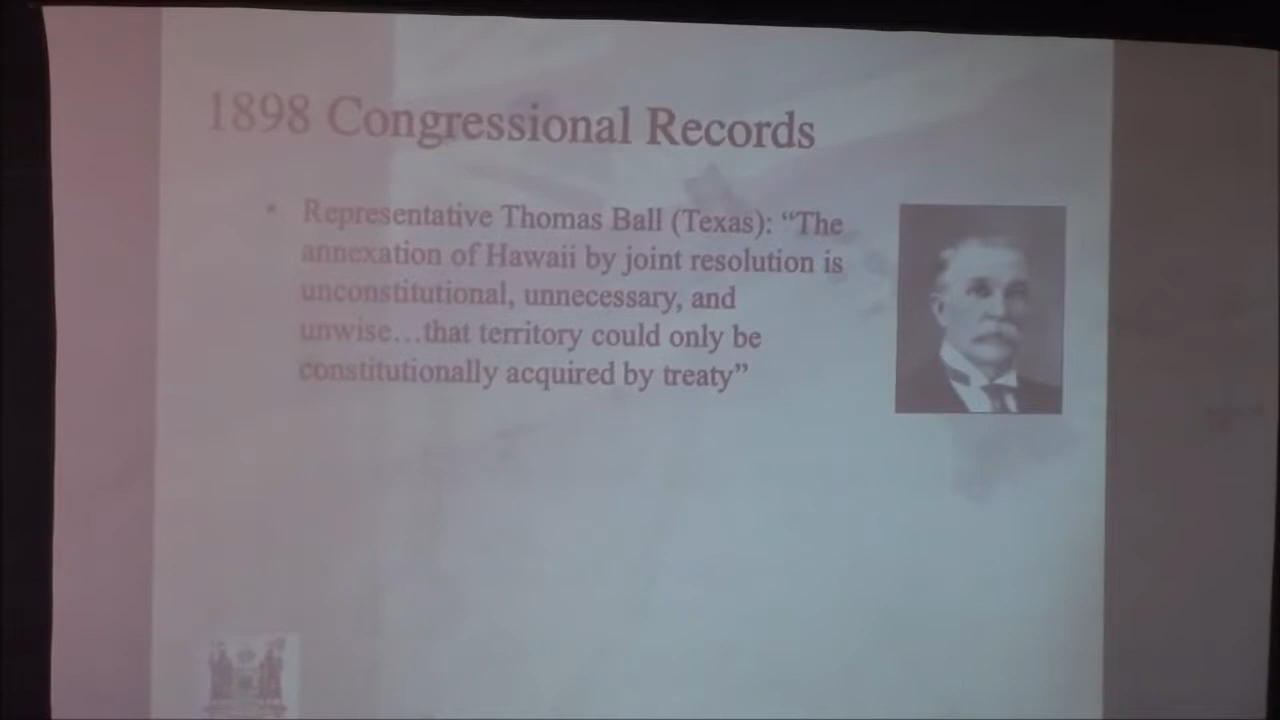 1898 Congressional Records
• Representative Thomas Ball (Texas): “The
annexation of Hawaii by joint resolution is
unconstitutional, unnecessary, and
unwise…that territory could only be
constitutionally acquired by treaty”